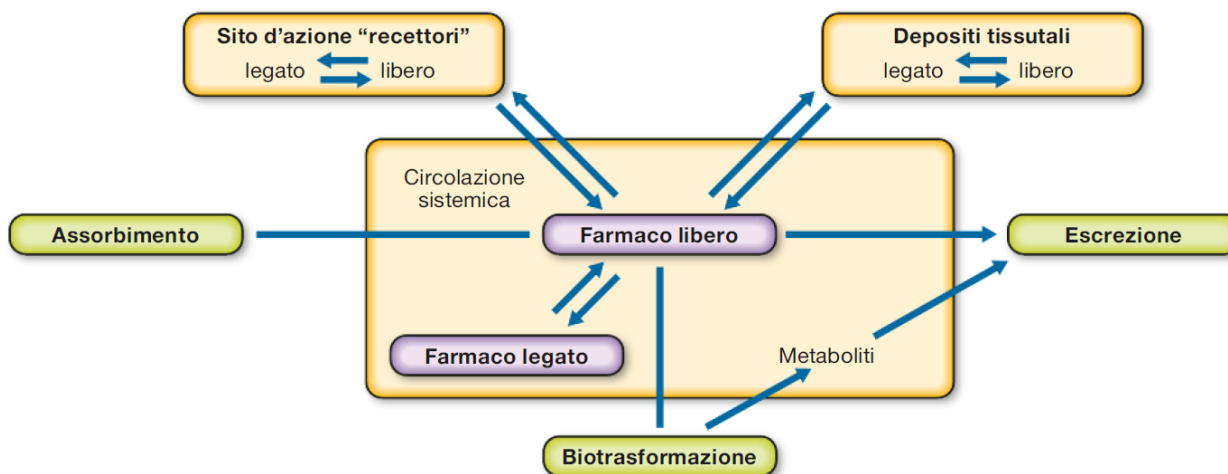 Sito d'azione “recettori”
legato libero
Depositi tissutali
legato libero
Circolazione
sistemica
Assorbimento
Farmaco libero
Escrezione
Farmaco legato
Metaboliti
Biotrasformazione